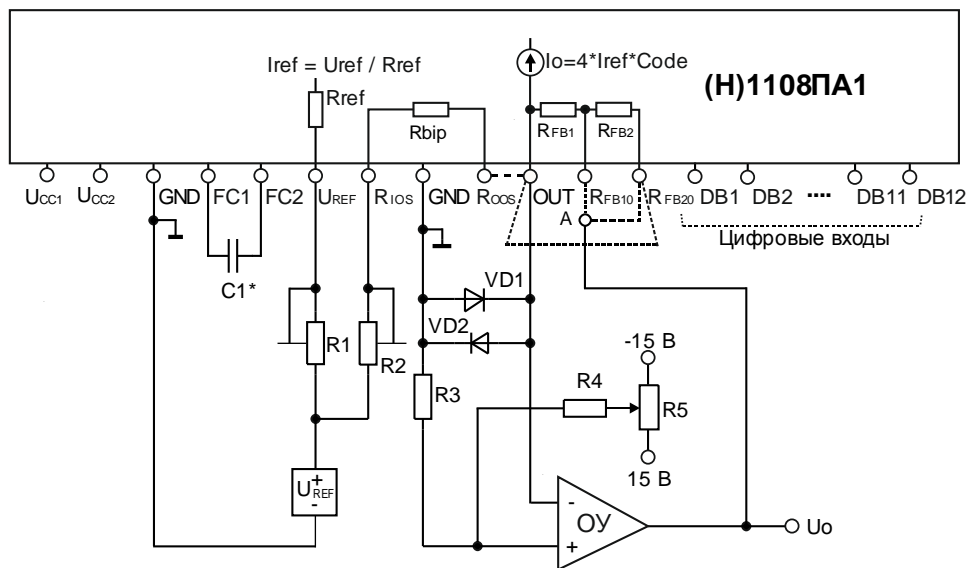 Iref = Uref / Rref
Io=4*Iref*Code
(Н)1108ПА1
Rref
Rbip
RFB1
RFB2
UCC1
UCC2
GND
FC1
FC2
UREF
RIOS
GND
ROOS
OUT
RFB10
RFB20
DB1
DB2
DB11
DB12
A
Цифровые входы
C1*
VD1
VD2
R1
R2
R3
R4
R5
-15 В
15 В
+
UREF
-
-
ОУ
+
Uo